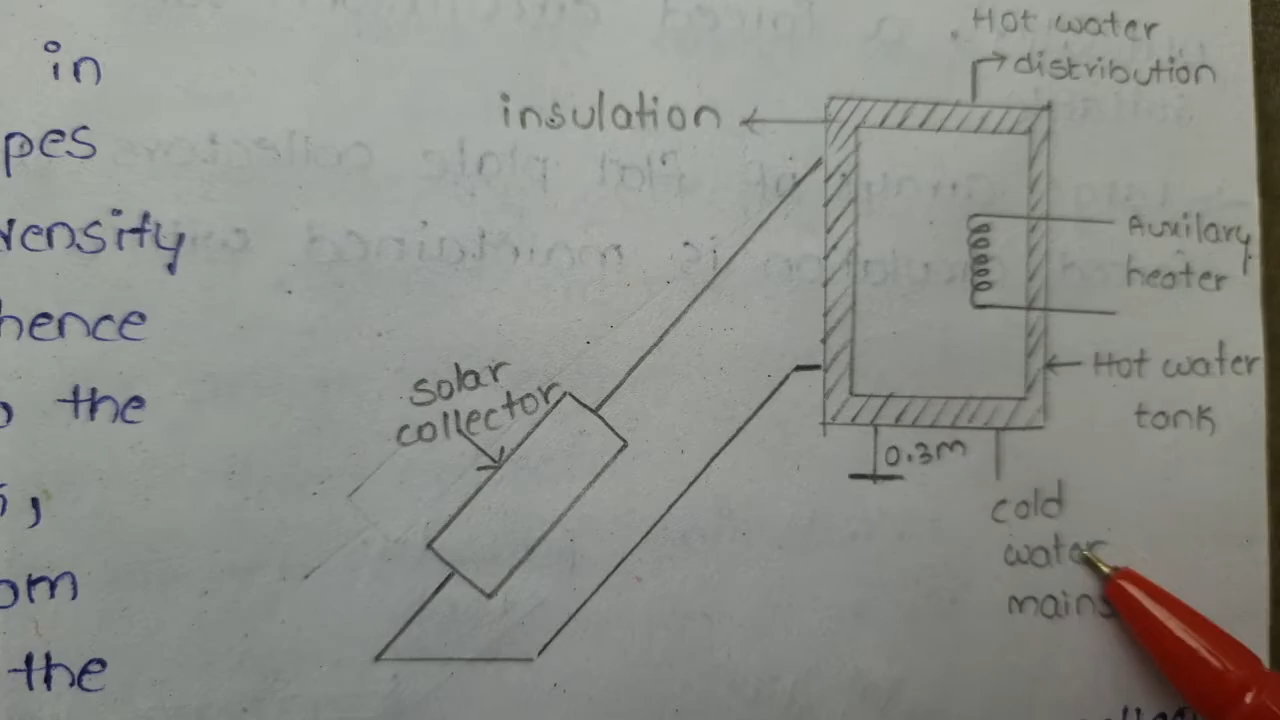 in
pes
hence
the
om
the
Hot water
distribution
insulation
Auxilary
heater
solar
collector
Hot water
tank
0.3m
cold
water
mains